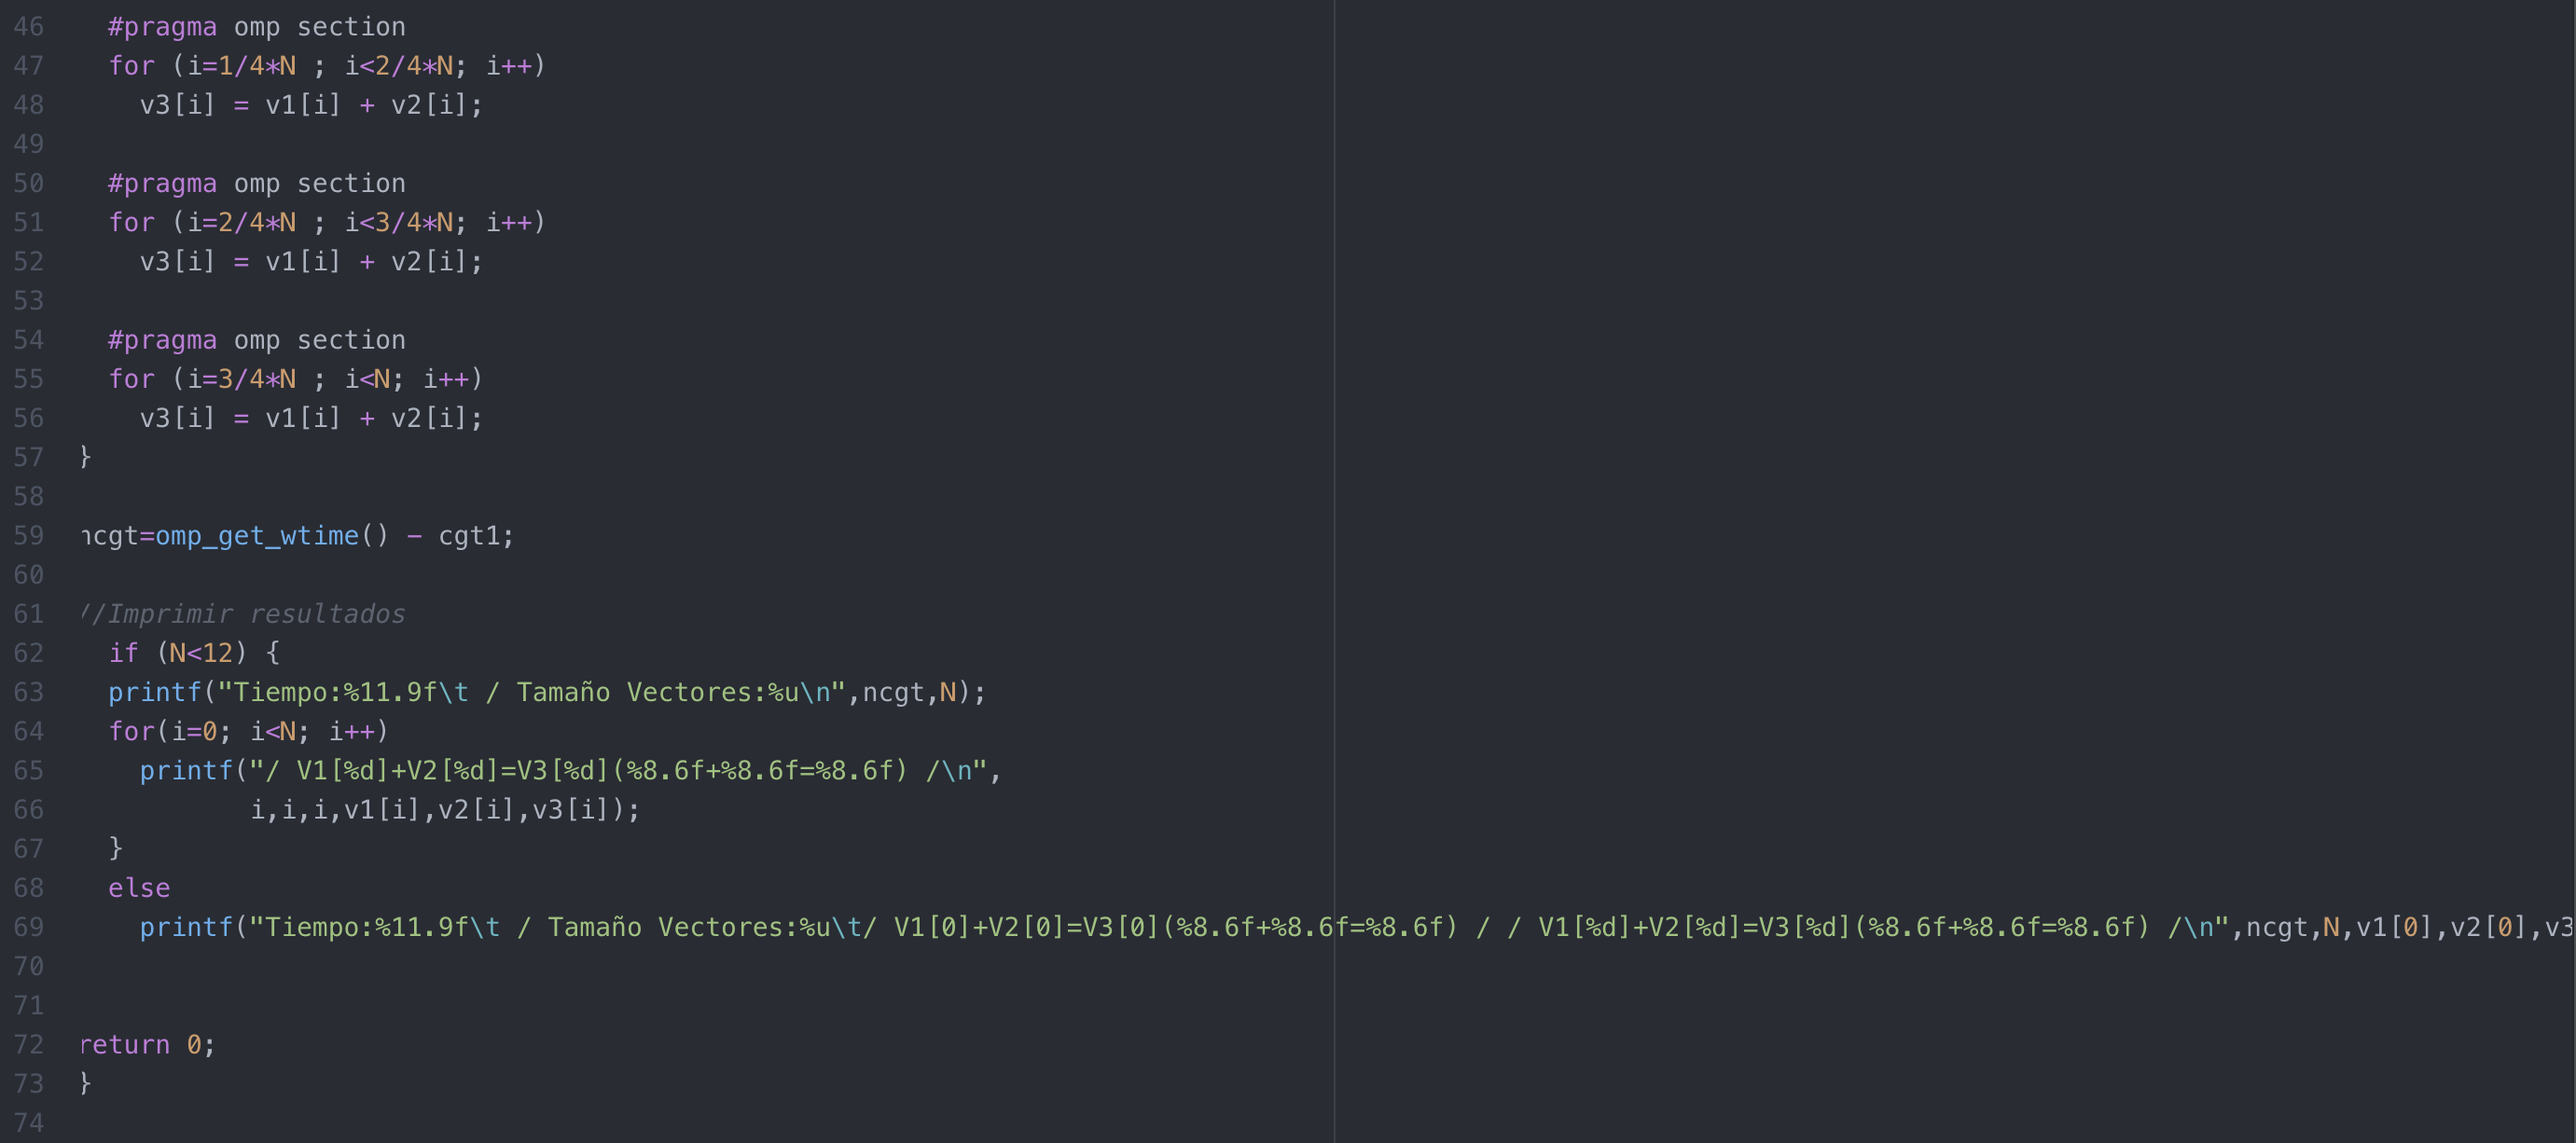 46 #pragma omp section
47 for (i=1/4*N ; i<2/4*N; i++)
48 v3[i] = v1[i] + v2[i];
49
50 #pragma omp section
51 for (i=2/4*N ; i<3/4*N; i++)
52 v3[i] = v1[i] + v2[i];
53
54 #pragma omp section
55 for (i=3/4*N ; i<N; i++)
56 v3[i] = v1[i] + v2[i];
57 }
58
59 ncgt=omp_get_wtime() - cgt1;
60
61 //Imprimir resultados
62 if (N<12) {
63 printf("Tiempo:%11.9f\t / Tamaño Vectores:%u\n",ncgt,N);
64 for(i=0; i<N; i++)
65 printf("/ V1[%d]+V2[%d]=V3[%d](%8.6f+%8.6f=%8.6f) /\n",
66 i,i,i,v1[i],v2[i],v3[i]);
67 }
68 else
69 printf("Tiempo:%11.9f\t / Tamaño Vectores:%u\t/ V1[0]+V2[0]=V3[0](%8.6f+%8.6f=%8.6f) / / V1[%d]+V2[%d]=V3[%d](%8.6f+%8.6f=%8.6f) /\n",ncgt,N,v1[0],v2[0],v3
70
71
72 return 0;
73 }
74